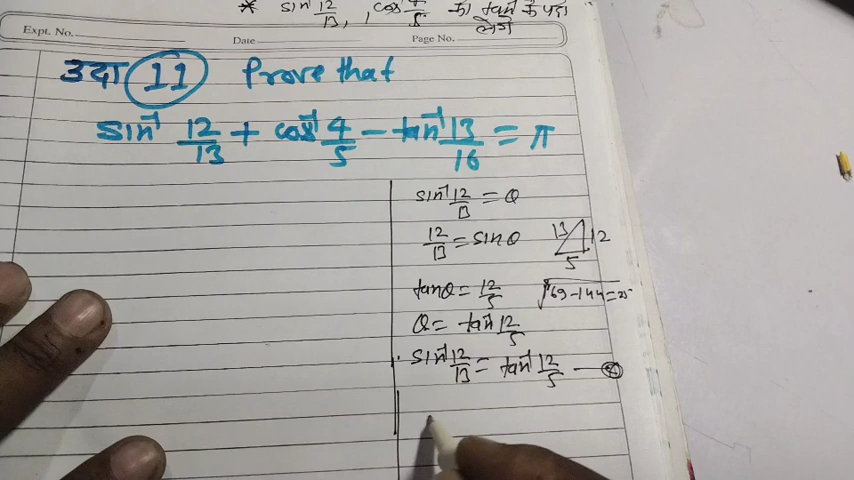 * sin⁻¹ 12/13, cos⁻¹ 4/5 का tan⁻¹ के पदों
लेंगे
Expt. No. Date Page No.
उदा 11 Prove that
sin⁻¹ 12/13 + cos⁻¹ 4/5 - tan⁻¹ 13/16 = π
sin⁻¹ 12/13 = θ
12/13 = sinθ 13 12
5
tanθ = 12/5 √169-144=25
θ = tan⁻¹ 12/5
sin⁻¹ 12/13 = tan⁻¹ 12/5 —